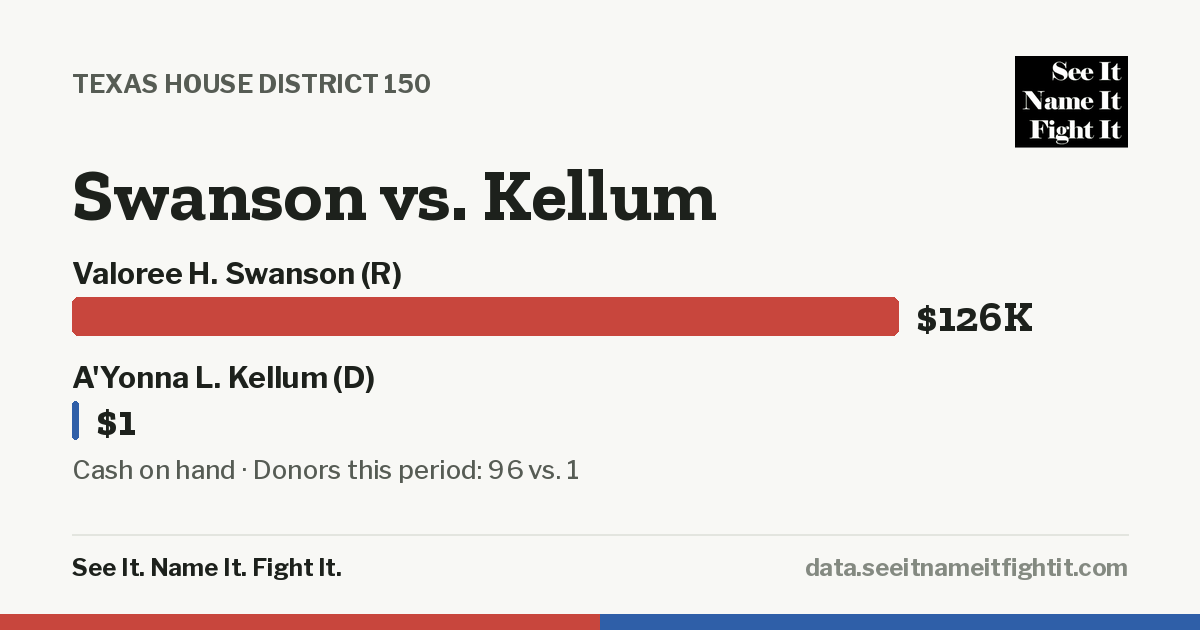 TEXAS HOUSE DISTRICT 150
See It
Name It
Fight It
Swanson vs. Kellum
Valoree H. Swanson (R)
$126K
A'Yonna L. Kellum (D)
$1
Cash on hand · Donors this period: 96 vs. 1
See It. Name It. Fight It.
data.seeitnameitfightit.com